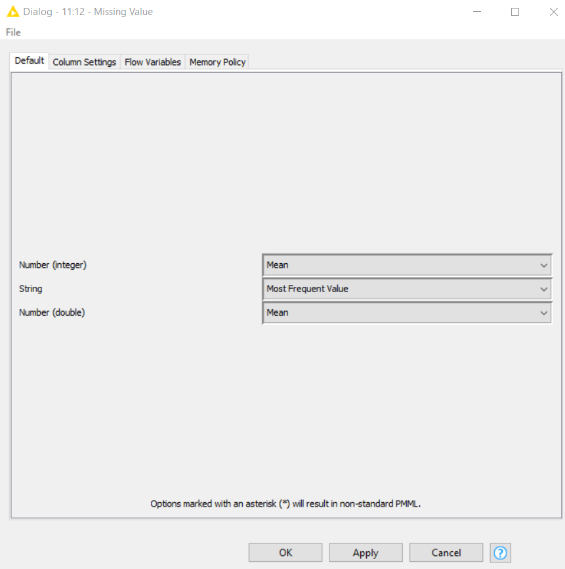 Dialog - 11:12 - Missing Value
File
Default Column Settings Flow Variables Memory Policy
Number (integer) Mean
String Most Frequent Value
Number (double) Mean
Options marked with an asterisk (*) will result in non-standard PMML.
OK Apply Cancel ?